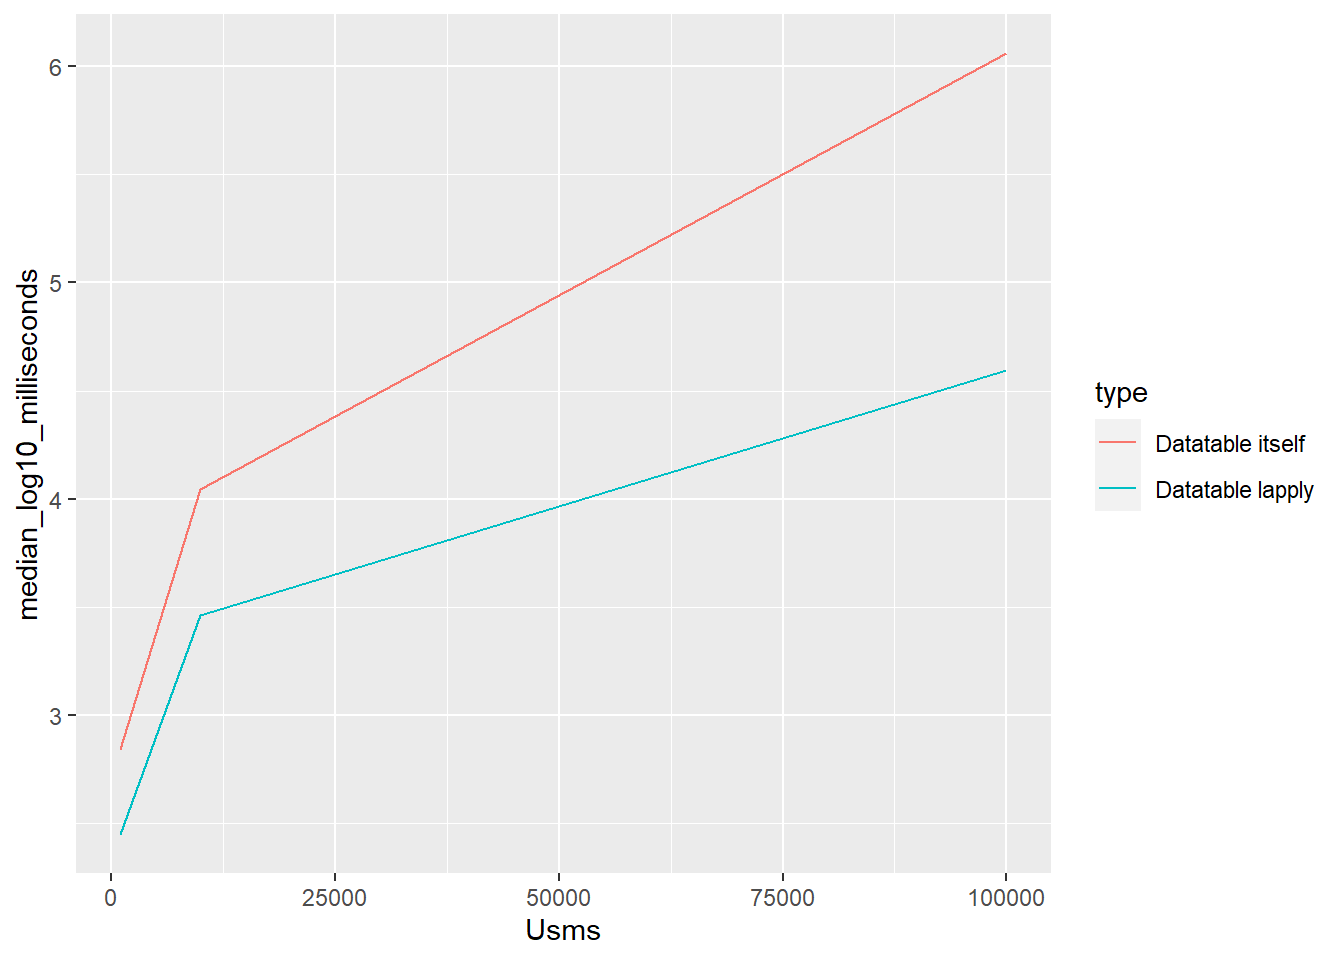 median_log10_milliseconds
6
5
4
3
0
25000
50000
75000
100000
Usms
type
Datatable itself
Datatable lapply